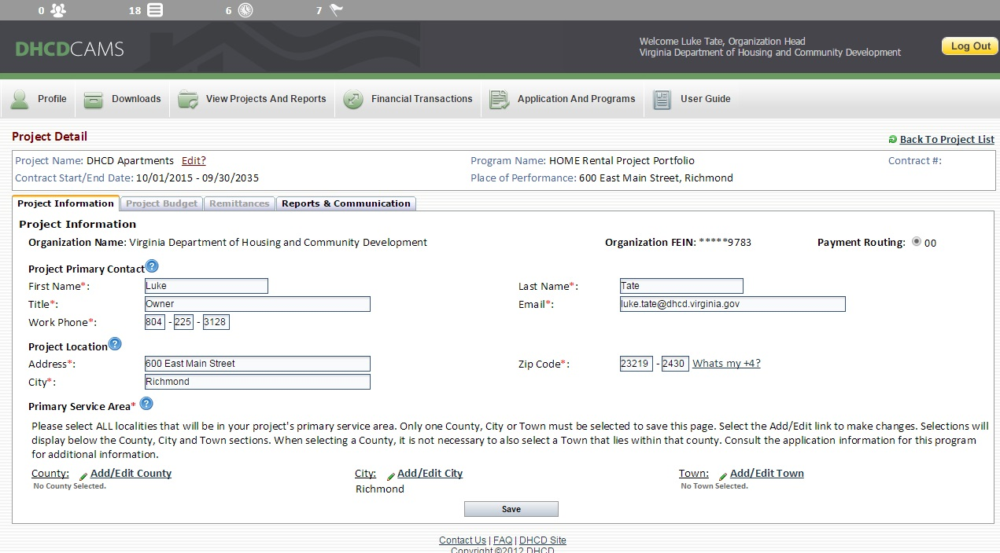 0 18 6 7
DHCDCAMS
Welcome Luke Tate, Organization Head
Virginia Department of Housing and Community Development
Log Out
Profile Downloads View Projects And Reports Financial Transactions Application And Programs User Guide
Project Detail
Back To Project List
Project Name: DHCD Apartments Edit? Program Name: HOME Rental Project Portfolio Contract #:
Contract Start/End Date: 10/01/2015 - 09/30/2035 Place of Performance: 600 East Main Street, Richmond
Project Information Project Budget Remittances Reports & Communication
Project Information
Organization Name: Virginia Department of Housing and Community Development Organization FEIN: *****9783 Payment Routing: 00
Project Primary Contact ?
First Name*: Luke Last Name*: Tate
Title*: Owner Email*: luke.tate@dhcd.virginia.gov
Work Phone*: 804 - 225 - 3128
Project Location ?
Address*: 600 East Main Street Zip Code*: 23219 - 2430 Whats my +4?
City*: Richmond
Primary Service Area* ?
Please select ALL localities that will be in your project's primary service area. Only one County, City or Town must be selected to save this page. Select the Add/Edit link to make changes. Selections will
display below the County, City and Town sections. When selecting a County, it is not necessary to also select a Town that lies within that county. Consult the application information for this program
for additional information.
County: Add/Edit County City: Add/Edit City Town: Add/Edit Town
No County Selected. Richmond No Town Selected.
Save
Contact Us | FAQ | DHCD Site
Copyright ©2012 DHCD